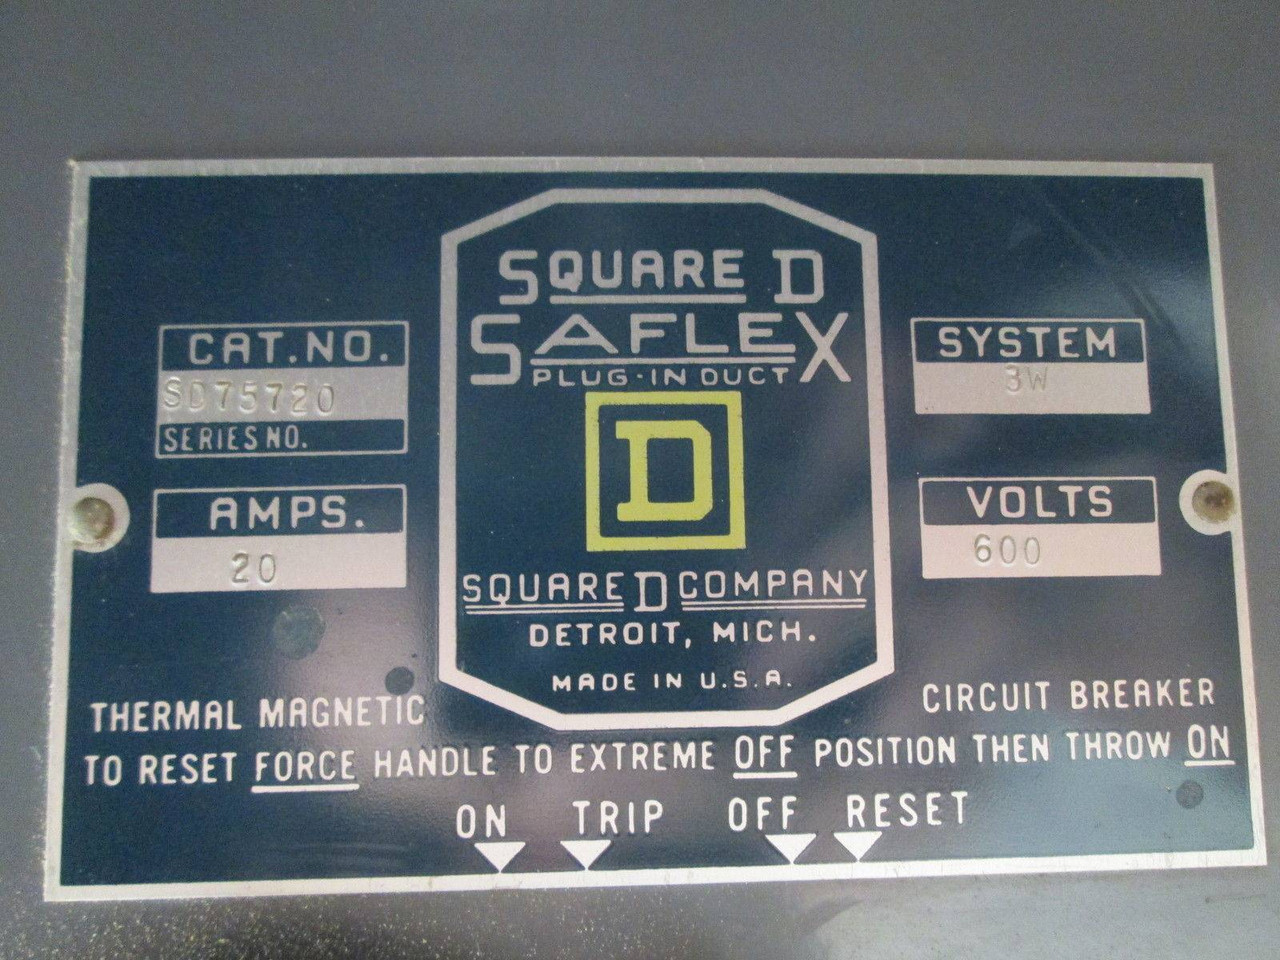 SQUARE D
SAFLEX
PLUG-IN DUCT
D
SQUARE D COMPANY
DETROIT, MICH.
MADE IN U.S.A.
CAT. NO.
SD75720
SERIES NO.
AMPS.
20
SYSTEM
3W
VOLTS
600
THERMAL MAGNETIC CIRCUIT BREAKER
TO RESET FORCE HANDLE TO EXTREME OFF POSITION THEN THROW ON
ON TRIP OFF RESET